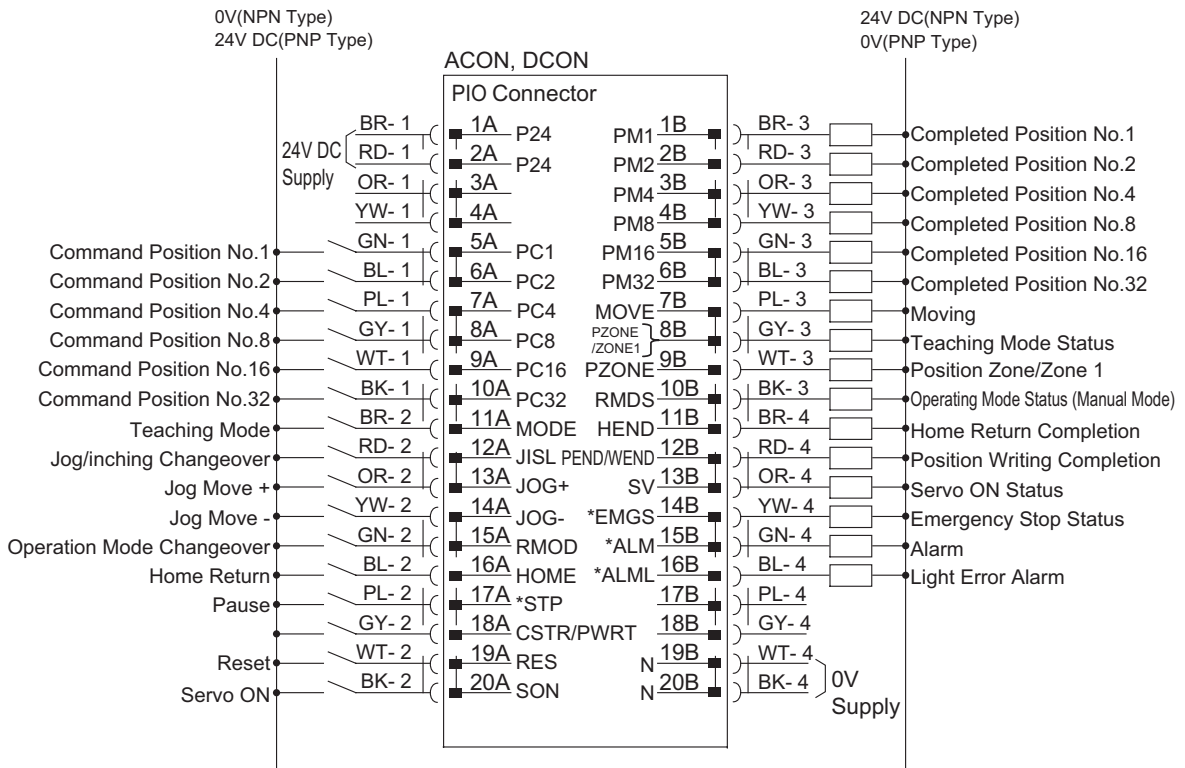 0V(NPN Type)
24V DC(PNP Type)
24V DC(NPN Type)
0V(PNP Type)
ACON, DCON
PIO Connector
24V DC
Supply
BR- 1 1A P24 PM1 1B BR- 3 Completed Position No.1
RD- 1 2A P24 PM2 2B RD- 3 Completed Position No.2
OR- 1 3A PM4 3B OR- 3 Completed Position No.4
YW- 1 4A PM8 4B YW- 3 Completed Position No.8
Command Position No.1 GN- 1 5A PC1 PM16 5B GN- 3 Completed Position No.16
Command Position No.2 BL- 1 6A PC2 PM32 6B BL- 3 Completed Position No.32
Command Position No.4 PL- 1 7A PC4 MOVE 7B PL- 3 Moving
Command Position No.8 GY- 1 8A PC8 PZONE /ZONE1 8B GY- 3 Teaching Mode Status
Command Position No.16 WT- 1 9A PC16 PZONE 9B WT- 3 Position Zone/Zone 1
Command Position No.32 BK- 1 10A PC32 RMDS 10B BK- 3 Operating Mode Status (Manual Mode)
Teaching Mode BR- 2 11A MODE HEND 11B BR- 4 Home Return Completion
Jog/inching Changeover RD- 2 12A JISL PEND/WEND 12B RD- 4 Position Writing Completion
Jog Move + OR- 2 13A JOG+ SV 13B OR- 4 Servo ON Status
Jog Move - YW- 2 14A JOG- *EMGS 14B YW- 4 Emergency Stop Status
Operation Mode Changeover GN- 2 15A RMOD *ALM 15B GN- 4 Alarm
Home Return BL- 2 16A HOME *ALML 16B BL- 4 Light Error Alarm
Pause PL- 2 17A *STP 17B PL- 4
GY- 2 18A CSTR/PWRT 18B GY- 4
Reset WT- 2 19A RES N 19B WT- 4
Servo ON BK- 2 20A SON N 20B BK- 4
0V
Supply